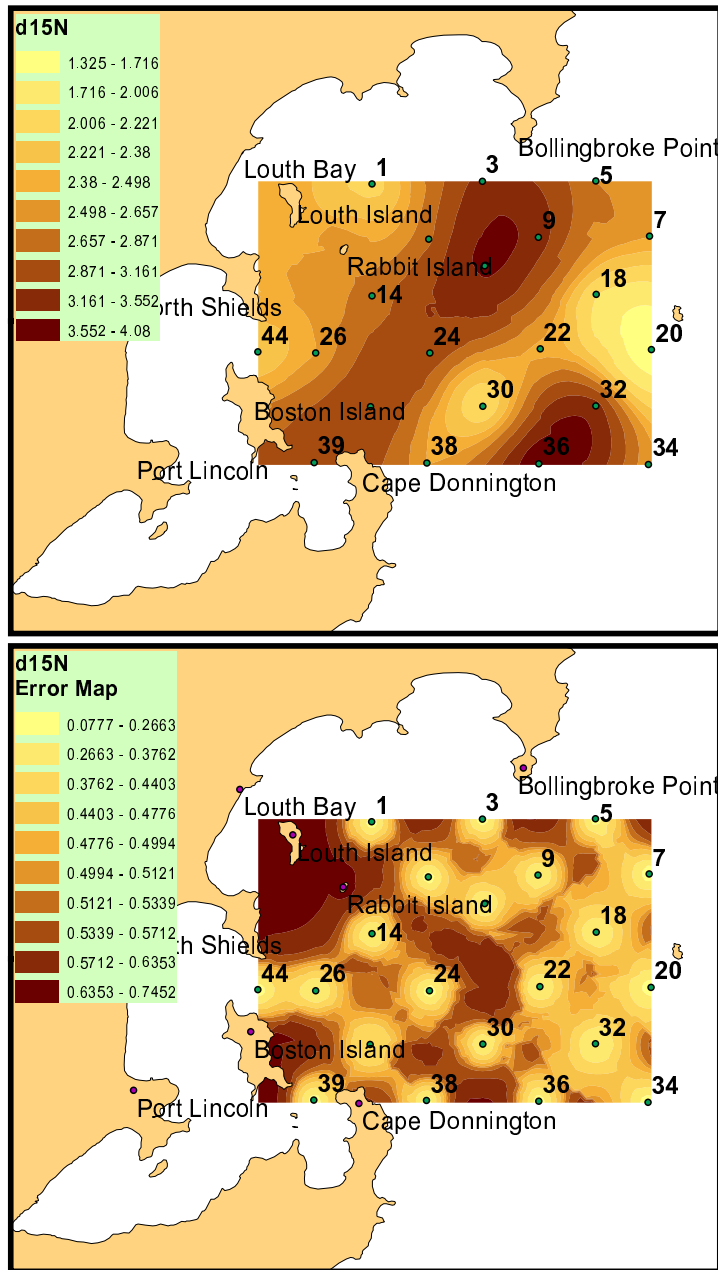 d15N
1.325 - 1.716
1.716 - 2.006
2.006 - 2.221
2.221 - 2.38
2.38 - 2.498
2.498 - 2.657
2.657 - 2.871
2.871 - 3.161
3.161 - 3.552
3.552 - 4.08
Bollingbroke Point
Louth Bay
1
3
5
Louth Island
9
7
Rabbit Island
18
14
orth Shields
44
26
24
22
20
30
32
Boston Island
39
38
36
34
Port Lincoln
Cape Donnington
d15N
Error Map
0.0777 - 0.2663
0.2663 - 0.3762
0.3762 - 0.4403
0.4403 - 0.4776
0.4776 - 0.4994
0.4994 - 0.5121
0.5121 - 0.5339
0.5339 - 0.5712
0.5712 - 0.6353
0.6353 - 0.7452
Bollingbroke Point
Louth Bay
1
3
5
Louth Island
9
7
Rabbit Island
18
14
th Shields
44
26
24
22
20
30
32
Boston Island
39
38
36
34
Port Lincoln
Cape Donnington